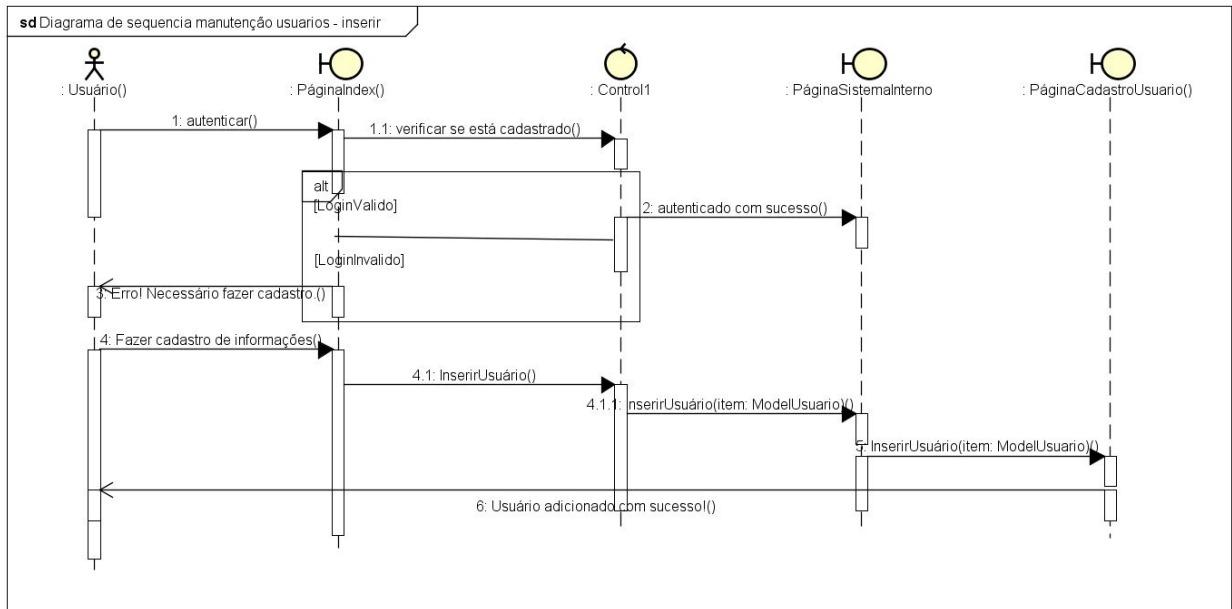 sd Diagrama de sequencia manutenção usuarios - inserir
: Usuário()
: PáginaIndex()
: Control1
: PáginaSistemaInterno
: PáginaCadastroUsuario()
1: autenticar()
1.1: verificar se está cadastrado()
alt
[LoginValido]
2: autenticado com sucesso()
[LoginInvalido]
3: Erro! Necessário fazer cadastro.()
4: Fazer cadastro de informações()
4.1: InserirUsuário()
4.1.1: InserirUsuário(item: ModelUsuario)()
5: InserirUsuário(item: ModelUsuario)()
6: Usuário adicionado com sucesso!()